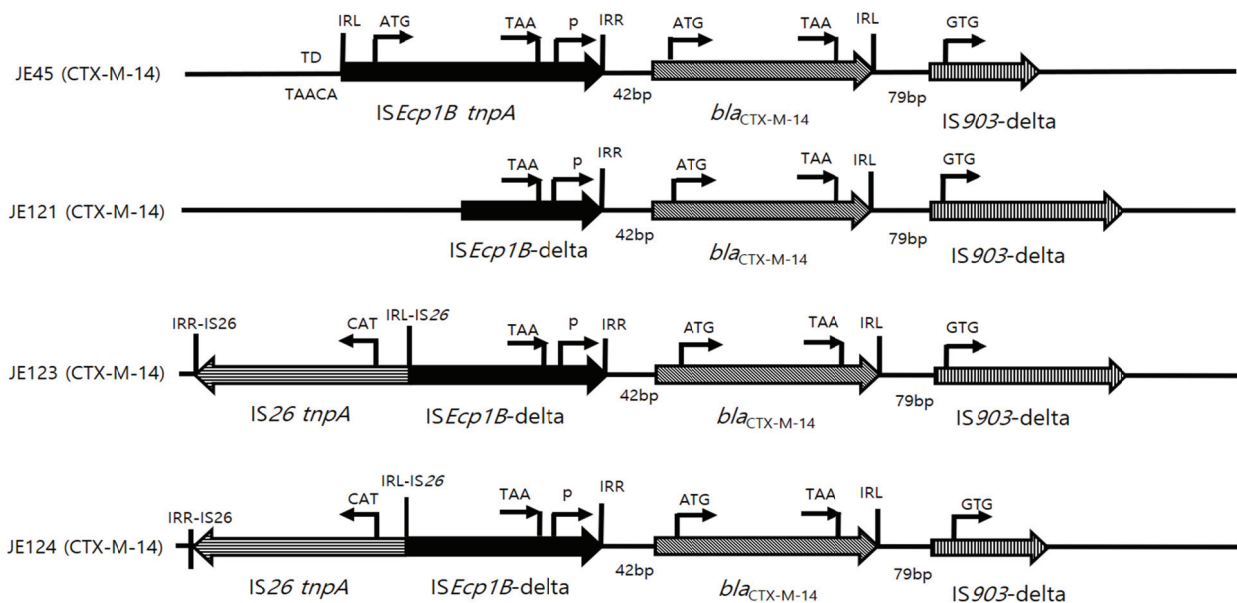 IRL ATG TAA p IRR ATG TAA IRL GTG
TD
JE45 (CTX-M-14)
TAACA
42bp 79bp
ISEcp1B tnpA blaCTX-M-14 IS903-delta
TAA p IRR ATG TAA IRL GTG
JE121 (CTX-M-14)
42bp 79bp
ISEcp1B-delta blaCTX-M-14 IS903-delta
IRR-IS26 CAT IRL-IS26 TAA p IRR ATG TAA IRL GTG
JE123 (CTX-M-14)
42bp 79bp
IS26 tnpA ISEcp1B-delta blaCTX-M-14 IS903-delta
IRR-IS26 CAT IRL-IS26 TAA p IRR ATG TAA IRL GTG
JE124 (CTX-M-14)
42bp 79bp
IS26 tnpA ISEcp1B-delta blaCTX-M-14 IS903-delta